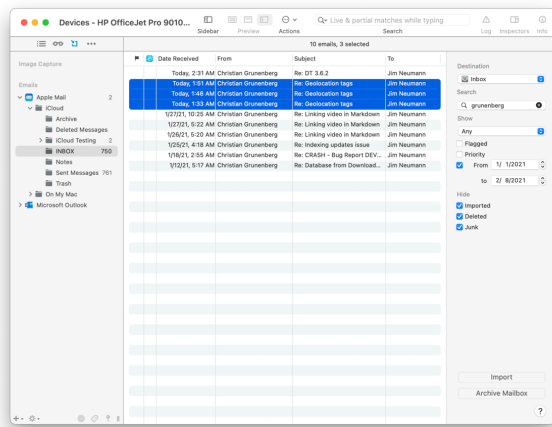 Devices - HP OfficeJet Pro 9010...
Sidebar Preview Actions
Live & partial matches while typing
Search
Log Inspectors Info
10 emails, 3 selected
Image Capture
Emails
Apple Mail 2
iCloud
Archive
Deleted Messages
iCloud Testing 2
INBOX 750
Notes
Sent Messages 761
Trash
On My Mac
Microsoft Outlook
Date Received From Subject To
Today, 2:31 AM Christian Grunenberg Re: DT 3.6.2 Jim Neumann
Today, 1:51 AM Christian Grunenberg Re: Geolocation tags Jim Neumann
Today, 1:46 AM Christian Grunenberg Re: Geolocation tags Jim Neumann
Today, 1:33 AM Christian Grunenberg Re: Geolocation tags Jim Neumann
1/27/21, 10:25 AM Christian Grunenberg Re: Linking video in Markdown Jim Neumann
1/27/21, 5:22 AM Christian Grunenberg Re: Linking video in Markdown Jim Neumann
1/26/21, 5:20 AM Christian Grunenberg Re: Linking video in Markdown Jim Neumann
1/25/21, 4:18 AM Christian Grunenberg Re: Indexing updates issue Jim Neumann
1/18/21, 2:55 AM Christian Grunenberg Re: CRASH - Bug Report DEV... Jim Neumann
1/12/21, 5:17 AM Christian Grunenberg Re: Database from Download... Jim Neumann
Destination
Inbox
Search
grunenberg
Show
Any
Flagged
Priority
From 1/ 1/2021
to 2/ 8/2021
Hide
Imported
Deleted
Junk
Import
Archive Mailbox
?